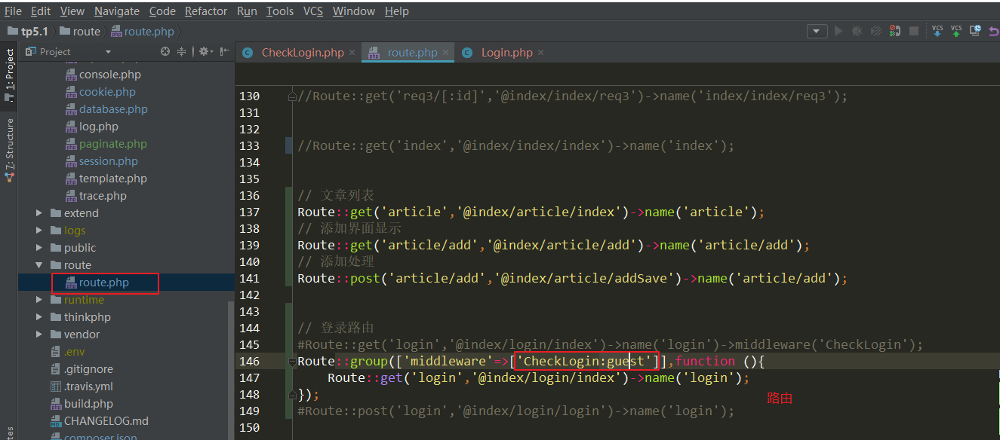 File Edit View Navigate Code Refactor Run Tools VCS Window Help
tp5.1 route route.php
VCS VCS
1: Project
7: Structure
Project
CheckLogin.php × route.php × Login.php ×
console.php
cookie.php
database.php
log.php
paginate.php
session.php
template.php
trace.php
extend
logs
public
route
route.php
runtime
thinkphp
vendor
.env
.gitignore
.travis.yml
build.php
CHANGELOG.md
composer.json
130 //Route::get('req3/[:id]','@index/index/req3')->name('index/index/req3');
131
132
133 //Route::get('index','@index/index/index')->name('index');
134
135
136 // 文章列表
137 Route::get('article','@index/article/index')->name('article');
138 // 添加界面显示
139 Route::get('article/add','@index/article/add')->name('article/add');
140 // 添加处理
141 Route::post('article/add','@index/article/addSave')->name('article/add');
142
143
144 // 登录路由
145 #Route::get('login','@index/login/index')->name('login')->middleware('CheckLogin');
146 Route::group(['middleware'=>['CheckLogin:guest']],function (){
147 Route::get('login','@index/login/index')->name('login');
148 });
路由
149 #Route::post('login','@index/login/login')->name('login');
150